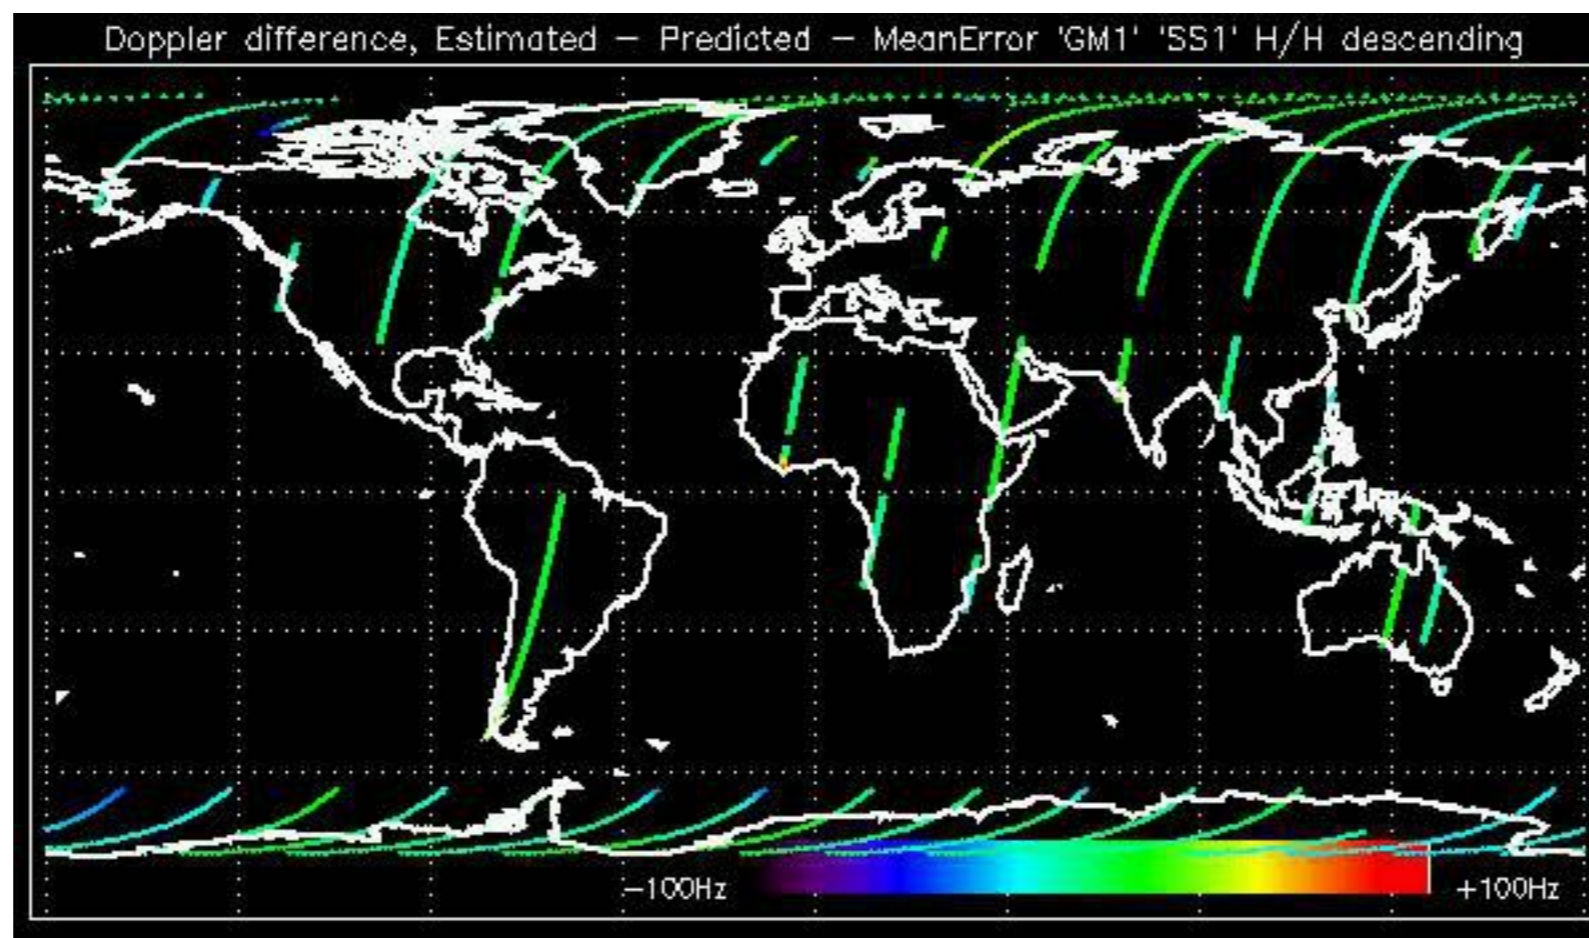 Doppler difference, Estimated − Predicted − MeanError 'GM1' 'SS1' H/H descending
−100Hz
+100Hz